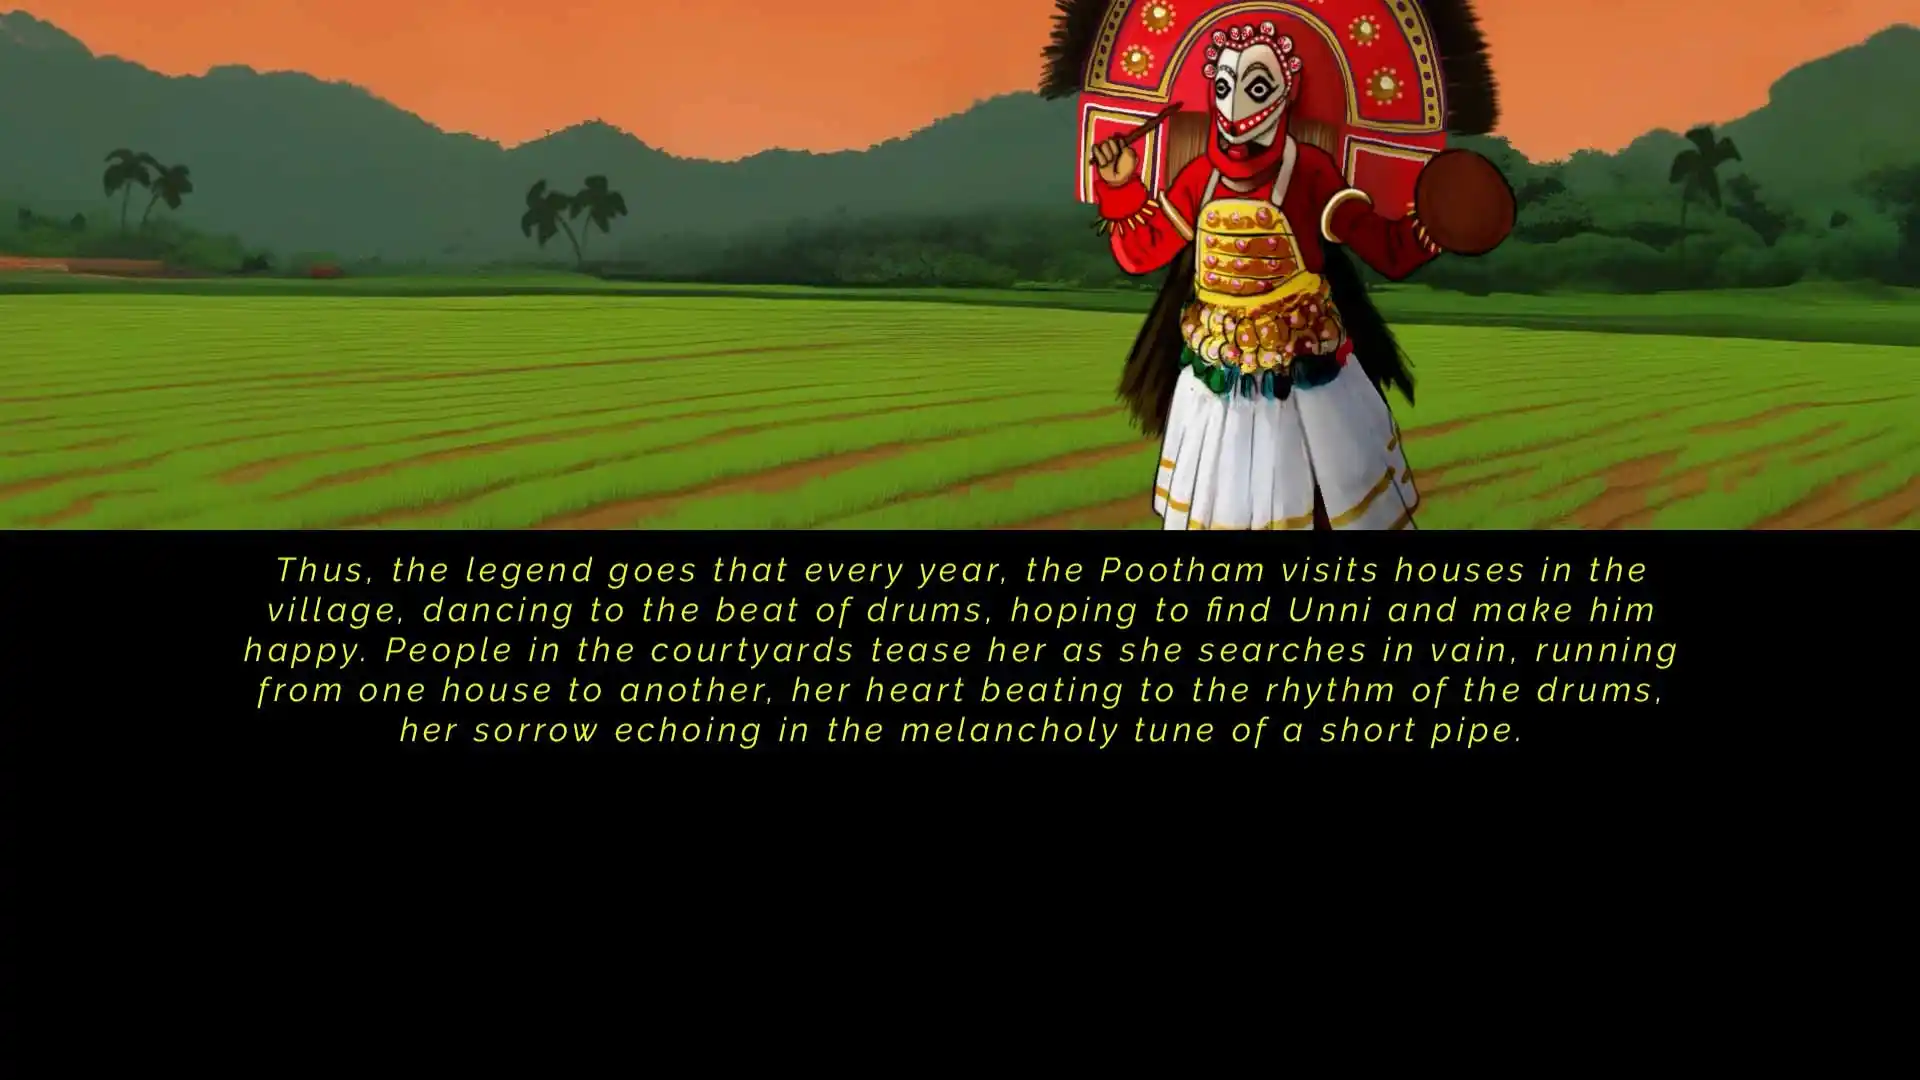 Thus, the legend goes that every year, the Pootham visits houses in the
village, dancing to the beat of drums, hoping to find Unni and make him
happy. People in the courtyards tease her as she searches in vain, running
from one house to another, her heart beating to the rhythm of the drums,
her sorrow echoing in the melancholy tune of a short pipe.